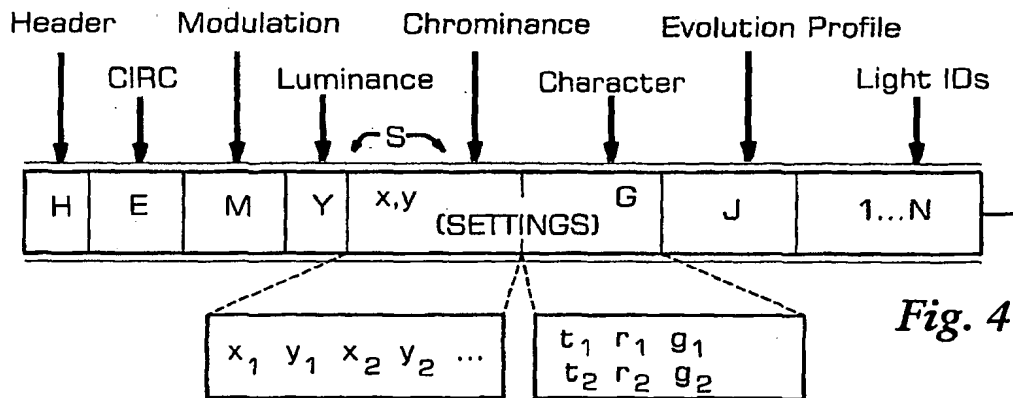 Header Modulation Chrominance Evolution Profile
CIRC Luminance Character Light IDs
S
H E M Y x,y (SETTINGS) G J 1...N
x1 y1 x2 y2 ...
t1 r1 g1
t2 r2 g2
Fig. 4